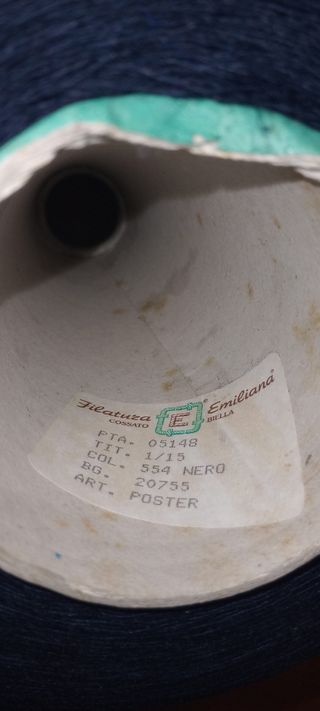 Filatura E Emiliana
COSSATO BIELLA
PTA. 05148
TIT. 1/15
COL. 554 NERO
BG. 20755
ART. POSTER